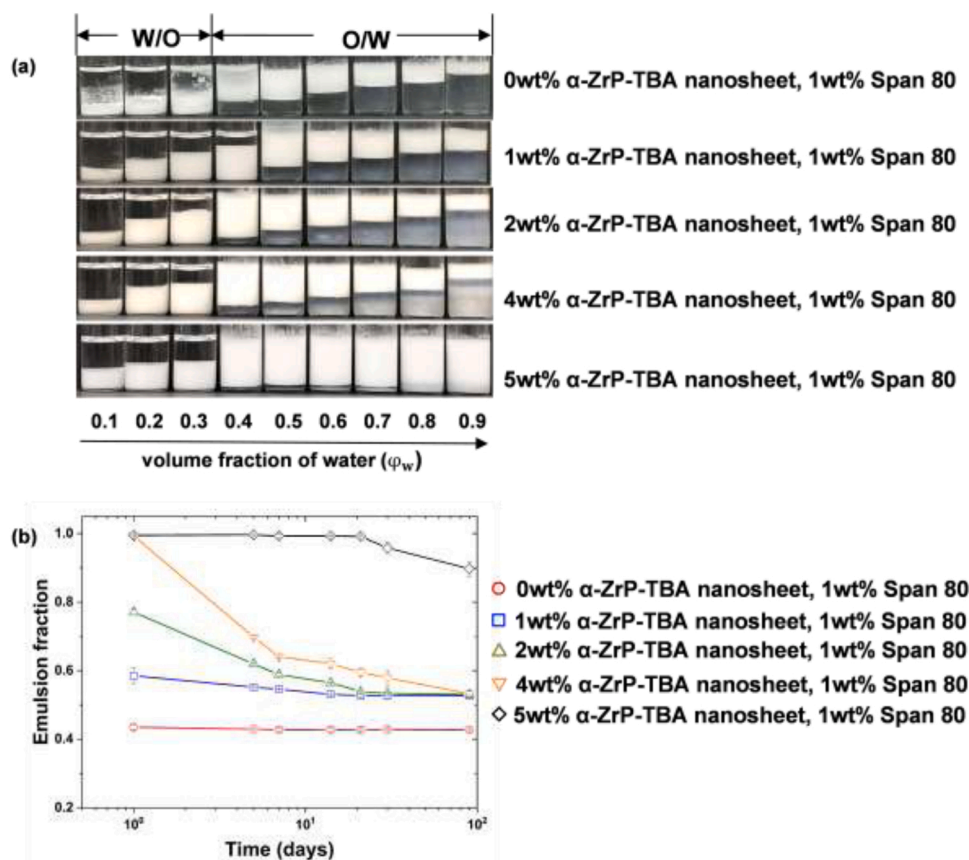 W/O O/W
(a)
0wt% α-ZrP-TBA nanosheet, 1wt% Span 80
1wt% α-ZrP-TBA nanosheet, 1wt% Span 80
2wt% α-ZrP-TBA nanosheet, 1wt% Span 80
4wt% α-ZrP-TBA nanosheet, 1wt% Span 80
5wt% α-ZrP-TBA nanosheet, 1wt% Span 80
0.1 0.2 0.3 0.4 0.5 0.6 0.7 0.8 0.9
volume fraction of water (φw)
(b)
1.0
0.8
0.6
0.4
0.2
Emulsion fraction
10⁰ 10¹ 10²
Time (days)
0wt% α-ZrP-TBA nanosheet, 1wt% Span 80
1wt% α-ZrP-TBA nanosheet, 1wt% Span 80
2wt% α-ZrP-TBA nanosheet, 1wt% Span 80
4wt% α-ZrP-TBA nanosheet, 1wt% Span 80
5wt% α-ZrP-TBA nanosheet, 1wt% Span 80